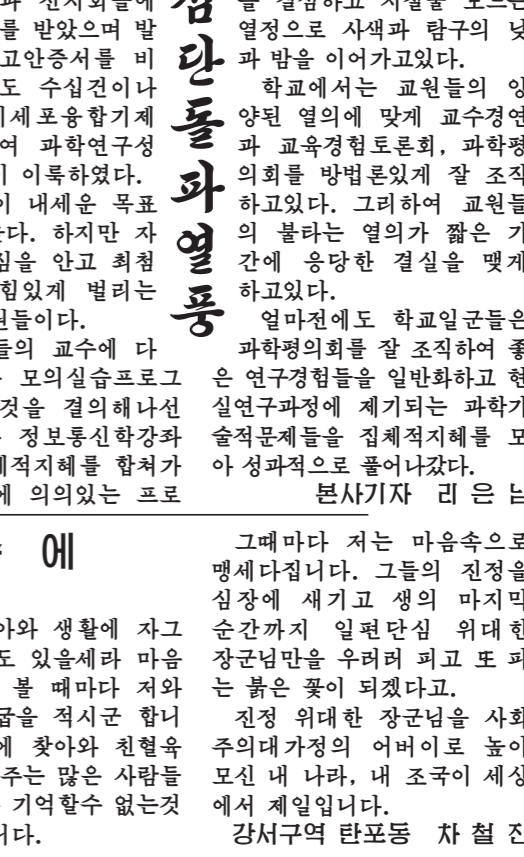 과 전시회들에
를 받았으며 발
고안증서를 비
도 수십건이나
세포융합기제
여 과학연구성
이룩하였다.
내세운 목표
다. 하지만 자
짐을 안고 최첨
힘있게 벌리는
원들이다.
들의 교수에 다
모의실습프로그
것을 결의해나선
정보통신학강좌
체적지혜를 합쳐가
에 의의있는 프로
첨단돌파열풍
열정으로 사색과 탐구의 낮
과 밤을 이어가고있다.
학교에서는 교원들의 앙
양된 열의에 맞게 교수경연
과 교육경험토론회, 과학평
의회를 방법론있게 잘 조직
하고있다. 그리하여 교원들
의 불타는 열의가 짧은 기
간에 응당한 결실을 맺게
하고있다.
얼마전에도 학교일군들은
과학평의회를 잘 조직하여 좋
은 연구경험들을 일반화하고 현
실연구과정에 제기되는 과학기
술적문제들을 집체적지혜를 모
아 성과적으로 풀어나갔다.
본사기자 리 은 남
에
아와 생활에 자그
도 있을세라 마음
볼 때마다 저와
굽을 적시군 합니
에 찾아와 친혈육
주는 많은 사람들
기억할수 없는것
니다.
그때마다 저는 마음속으로
맹세다집니다. 그들의 진정을
심장에 새기고 생의 마지막
순간까지 일편단심 위대한
장군님만을 우러러 피고 또 피
는 붉은 꽃이 되겠다고.
진정 위대한 장군님을 사회
주의대가정의 어버이로 높이
모신 내 나라, 내 조국이 세상
에서 제일입니다.
강서구역 탄포동 차 철 진